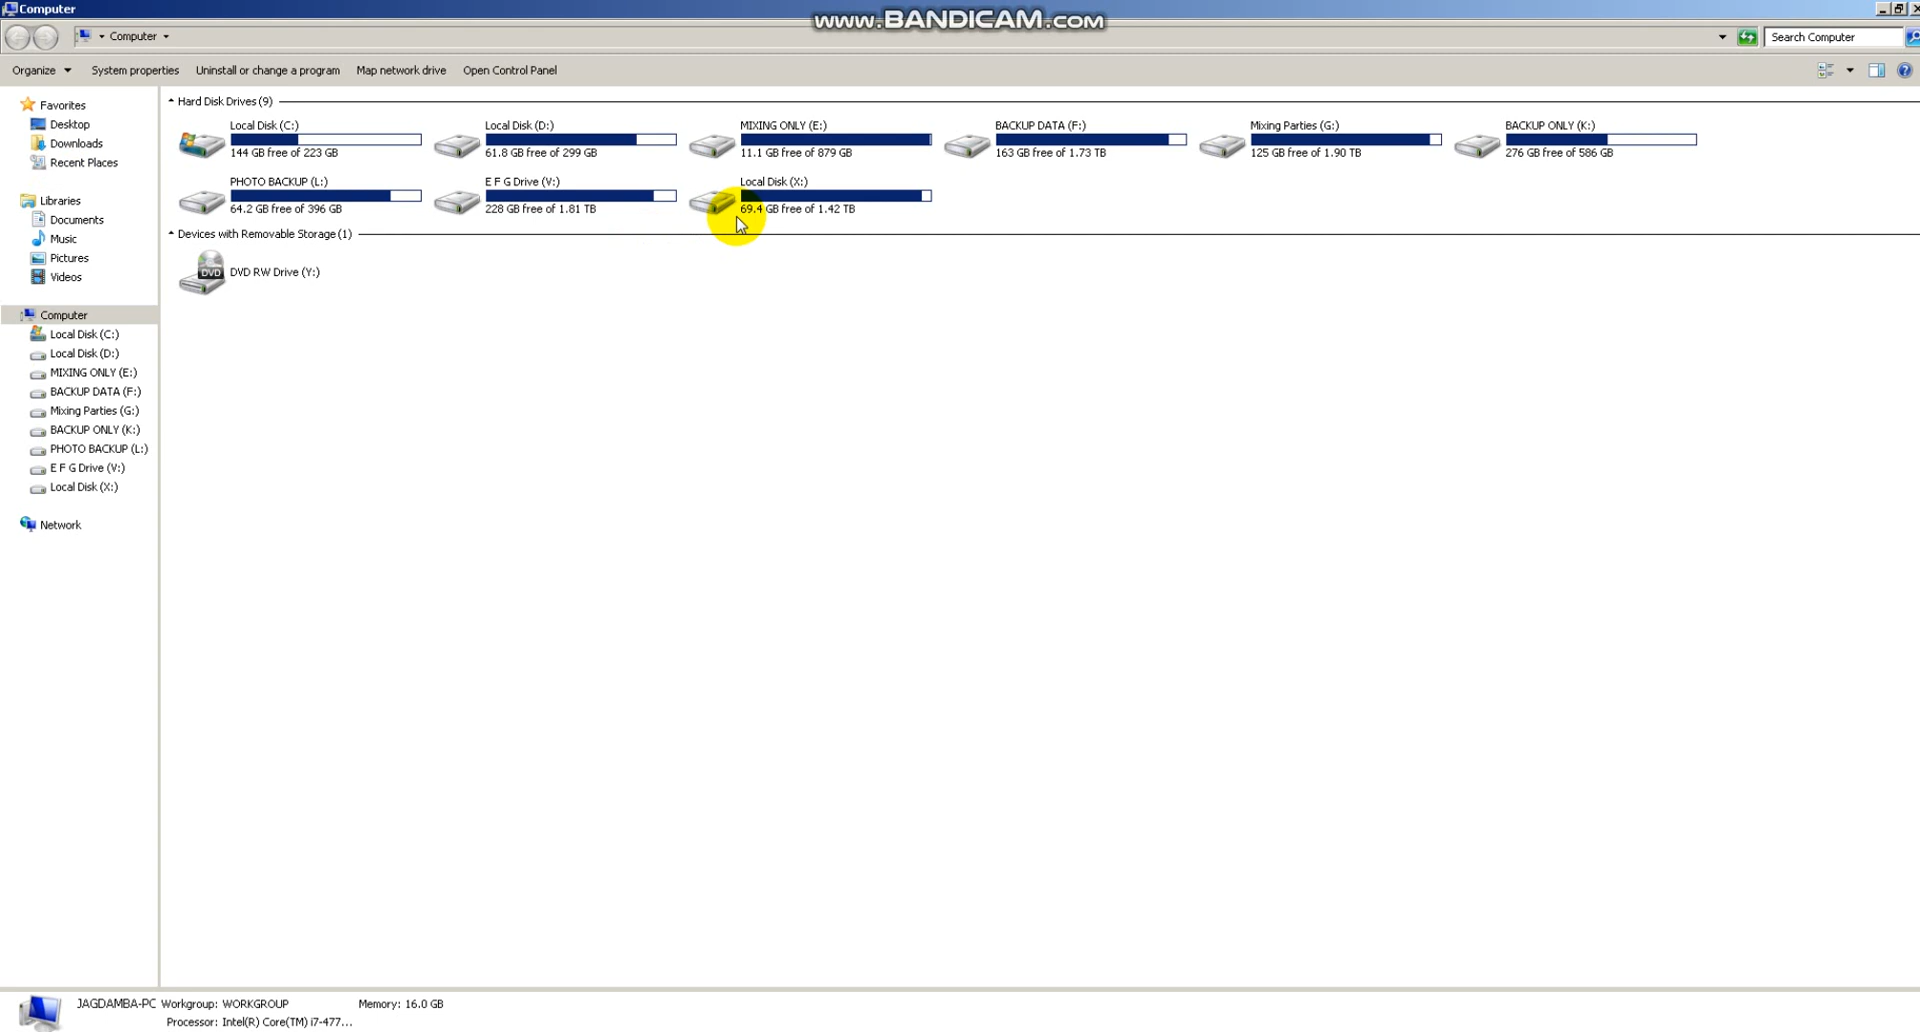 Computer
www.BANDICAM.com
Computer
Search Computer
Organize
System properties
Uninstall or change a program
Map network drive
Open Control Panel
Favorites
Desktop
Downloads
Recent Places
Libraries
Documents
Music
Pictures
Videos
Computer
Local Disk (C:)
Local Disk (D:)
MIXING ONLY (E:)
BACKUP DATA (F:)
Mixing Parties (G:)
BACKUP ONLY (K:)
PHOTO BACKUP (L:)
E F G Drive (V:)
Local Disk (X:)
Network
Hard Disk Drives (9)
Local Disk (C:)
144 GB free of 223 GB
Local Disk (D:)
61.8 GB free of 299 GB
MIXING ONLY (E:)
11.1 GB free of 879 GB
BACKUP DATA (F:)
163 GB free of 1.73 TB
Mixing Parties (G:)
125 GB free of 1.90 TB
BACKUP ONLY (K:)
276 GB free of 586 GB
PHOTO BACKUP (L:)
64.2 GB free of 396 GB
E F G Drive (V:)
228 GB free of 1.81 TB
Local Disk (X:)
69.4 GB free of 1.42 TB
Devices with Removable Storage (1)
DVD
DVD RW Drive (Y:)
JAGDAMBA-PC Workgroup: WORKGROUP Memory: 16.0 GB
Processor: Intel(R) Core(TM) i7-477...